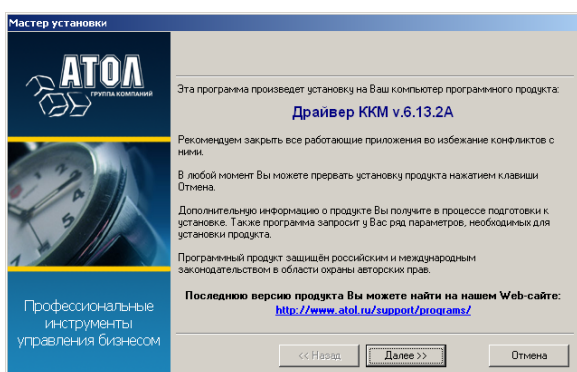 Мастер установки
АТОЛ
ГРУППА КОМПАНИЙ
Эта программа произведет установку на Ваш компьютер программного продукта:
Драйвер ККМ v.6.13.2А
Рекомендуем закрыть все работающие приложения во избежание конфликтов с
ними.
В любой момент Вы можете прервать установку продукта нажатием клавиши
Отмена.
Дополнительную информацию о продукте Вы получите в процессе подготовки к
установке. Также программа запросит у Вас ряд параметров, необходимых для
установки продукта.
Программный продукт защищён российским и международным
законодательством в области охраны авторских прав.
Последнюю версию продукта Вы можете найти на нашем Web-сайте:
http://www.atol.ru/support/programs/
Профессиональные
инструменты
управления бизнесом
<< Назад
Далее >>
Отмена